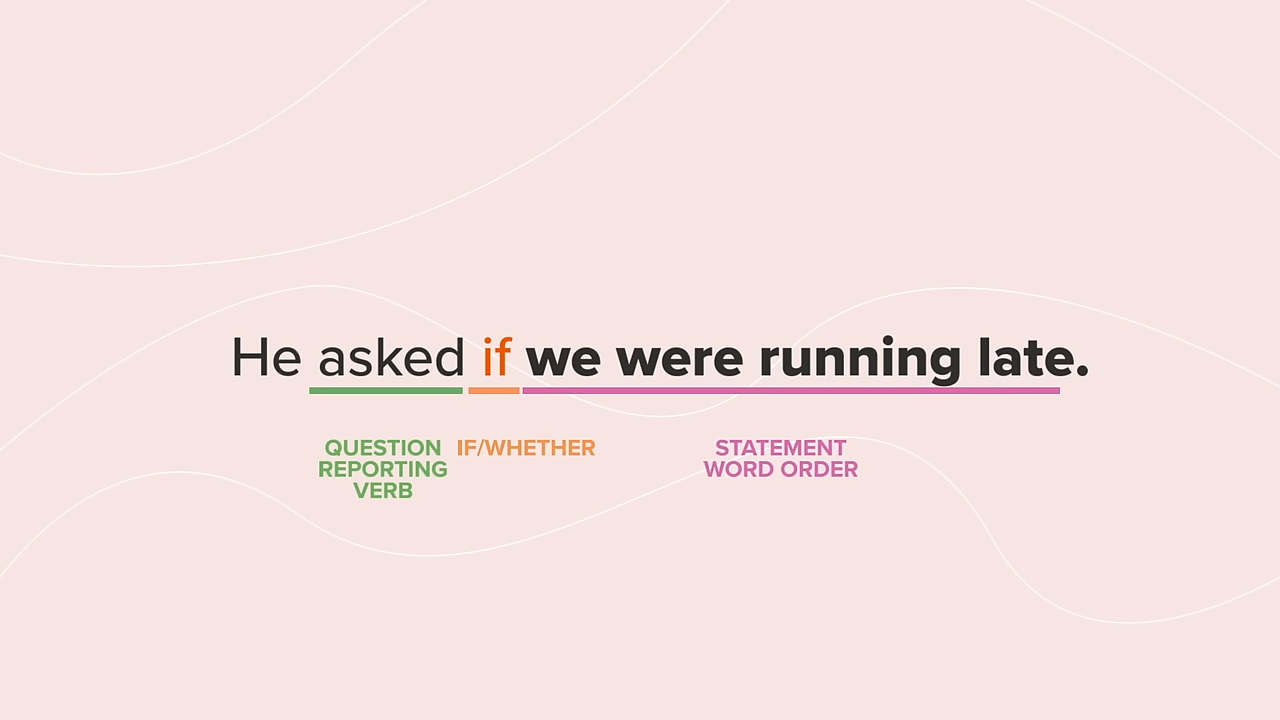 He asked if we were running late.
QUESTION REPORTING VERB
IF/WHETHER
STATEMENT WORD ORDER